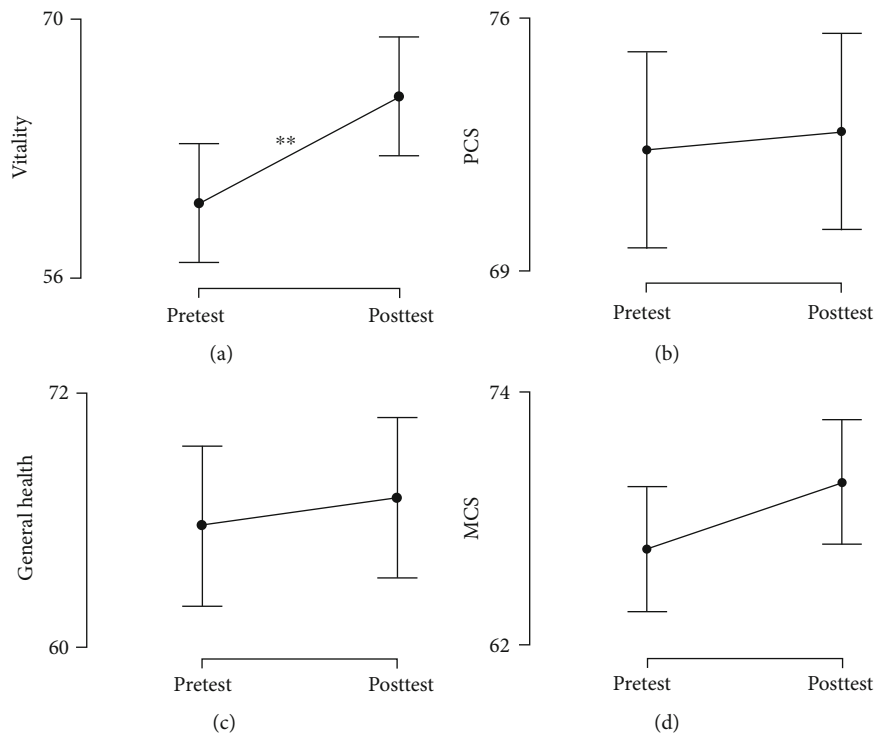 70
Vitality
**
56
Pretest Posttest
(a)
76
PCS
69
Pretest Posttest
(b)
72
General health
60
Pretest Posttest
(c)
74
MCS
62
Pretest Posttest
(d)